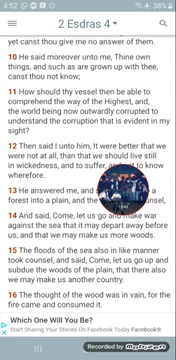 4:52
58%
2 Esdras 4
yet canst thou give me no answer of them.
10 He said moreover unto me, Thine own
things, and such as are grown up with thee,
canst thou not know;
11 How should thy vessel then be able to
comprehend the way of the Highest, and,
the world being now outwardly corrupted
to understand the corruption that is evident in my
sight?
12 Then said I unto him, It were better that we
were not at all, than that we should live still
in wickedness, and to suffer, and not to know
wherefore.
13 He answered me, and s
forest into a plain, and the
14 And said, Come, let us go and make war
against the sea that it may depart away before
us, and that we may make us more woods.
15 The floods of the sea also in like manner
took counsel, and said, Come, let us go up and
subdue the woods of the plain, that there also
we may make us another country.
16 The thought of the wood was in vain, for the
fire came and consumed it.
Which One Will You Be?
Start Sharing Your Stories On Facebook Today Facebook®
Recorded by